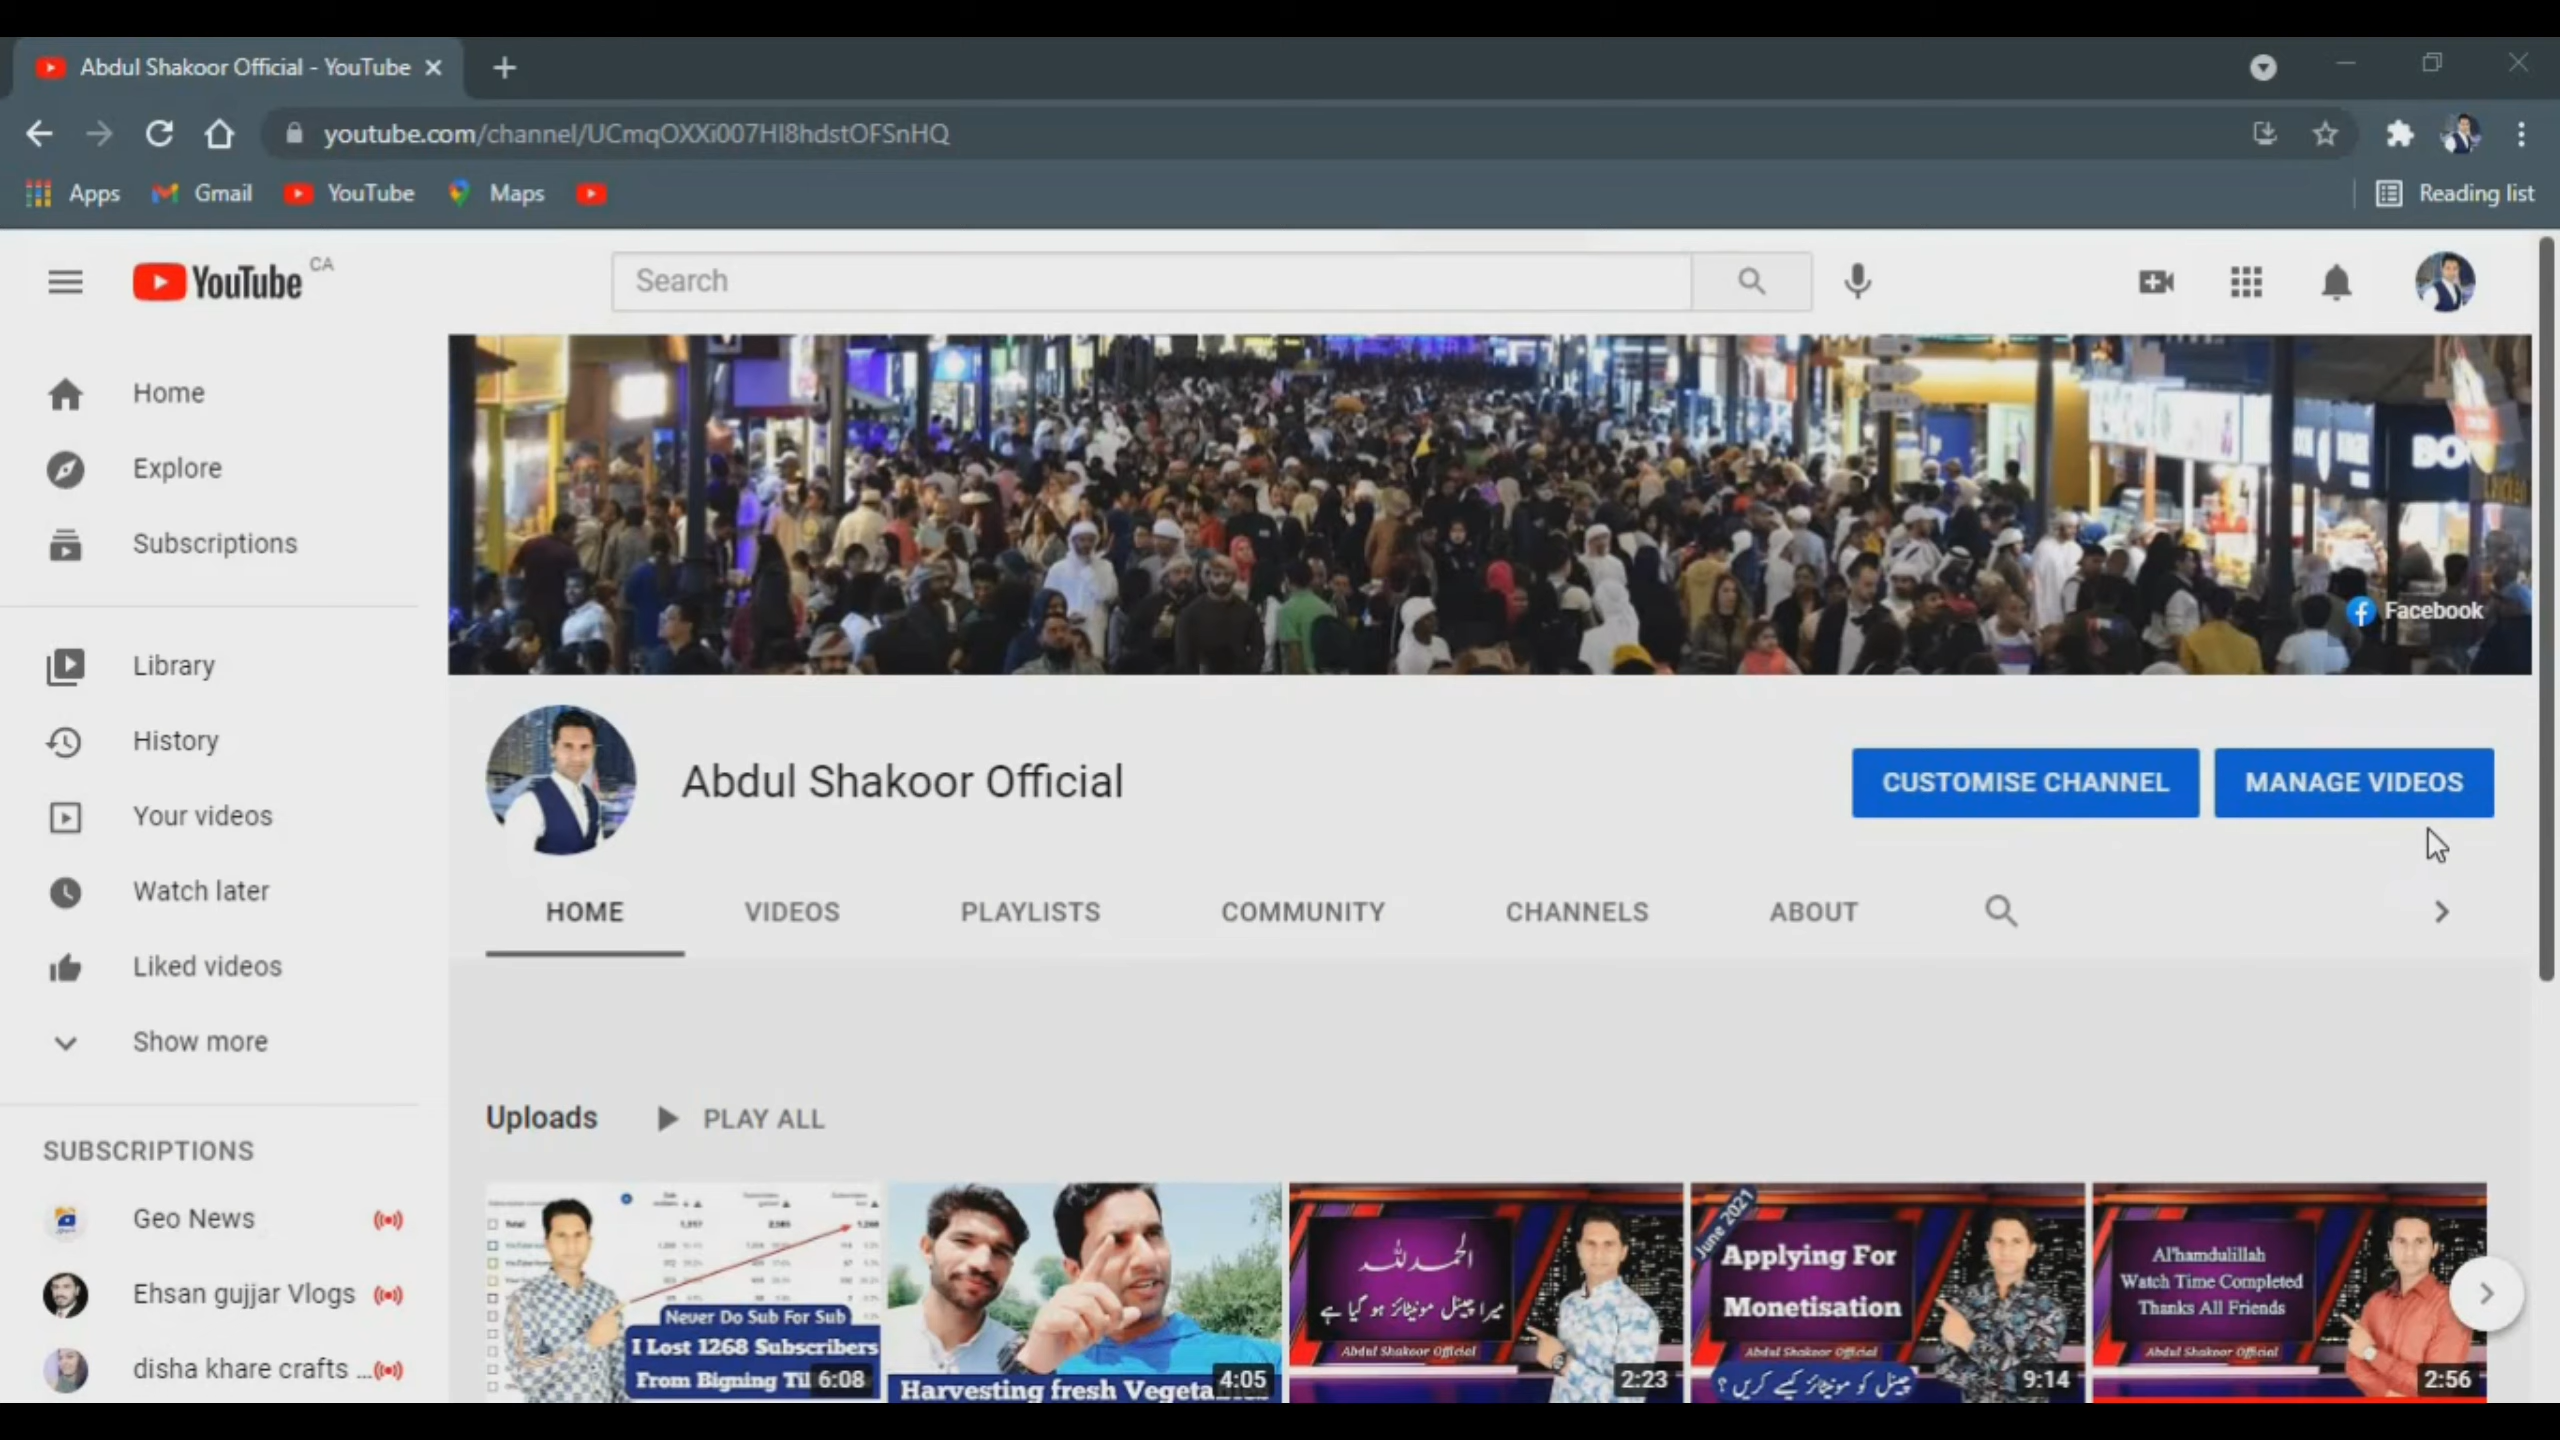 Abdul Shakoor Official - YouTube
youtube.com/channel/UCmqOXXi007HI8hdstOFSnHQ
Apps
Gmail
YouTube
Maps
Reading list
YouTube CA
Search
Home
Explore
Subscriptions
Library
History
Your videos
Watch later
Liked videos
Show more
SUBSCRIPTIONS
Geo News
Ehsan gujjar Vlogs
disha khare crafts ...
BO
Facebook
Abdul Shakoor Official
CUSTOMISE CHANNEL
MANAGE VIDEOS
HOME
VIDEOS
PLAYLISTS
COMMUNITY
CHANNELS
ABOUT
Uploads
PLAY ALL
Never Do Sub For Sub
I Lost 1268 Subscribers
From Bigning Til
6:08
Harvesting fresh Vegeta
4:05
الحمد للہ
میرا چینل مونیٹائز ہو گیا ہے
Abdul Shakoor Official
2:23
June 2021
Applying For
Monetisation
Abdul Shakoor Official
چینل کو مونیٹائز کیسے کریں ؟
9:14
Al'hamdulillah
Watch Time Completed
Thanks All Friends
Abdul Shakoor Official
2:56